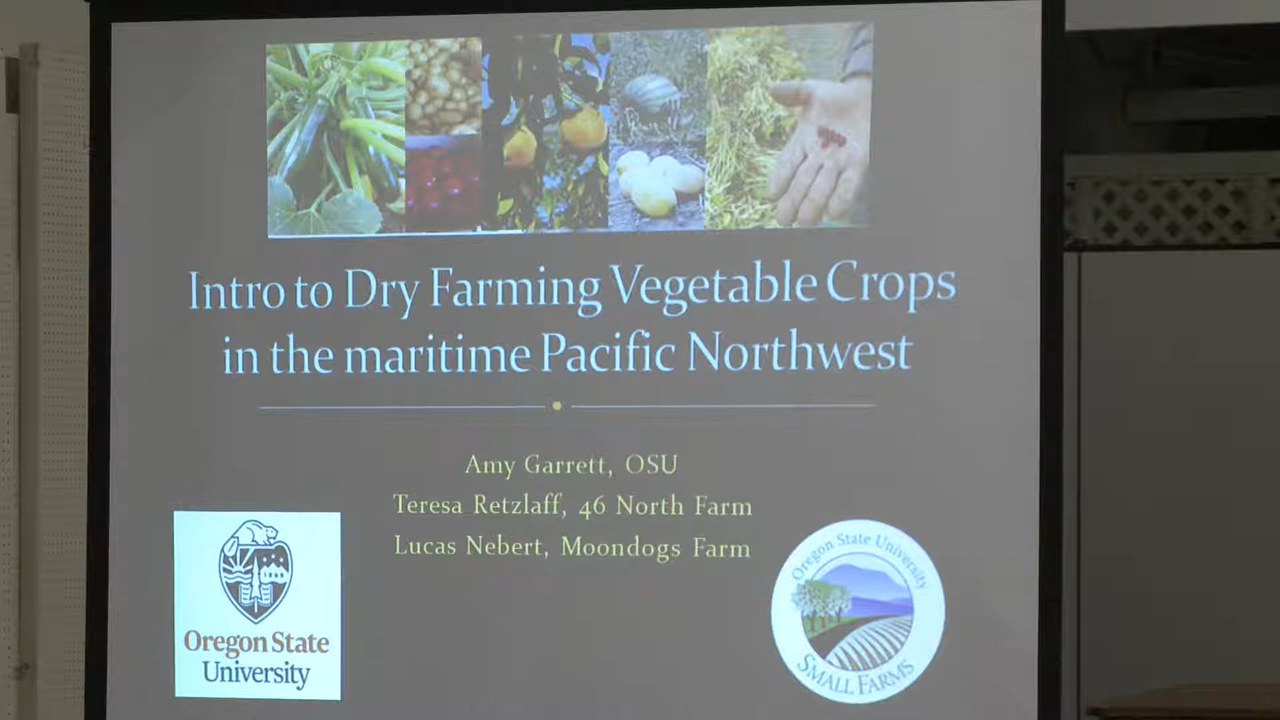 Intro to Dry Farming Vegetable Crops
in the maritime Pacific Northwest
Amy Garrett, OSU
Teresa Retzlaff, 46 North Farm
Lucas Nebert, Moondogs Farm
Oregon State
University
Oregon State University
SMALL FARMS